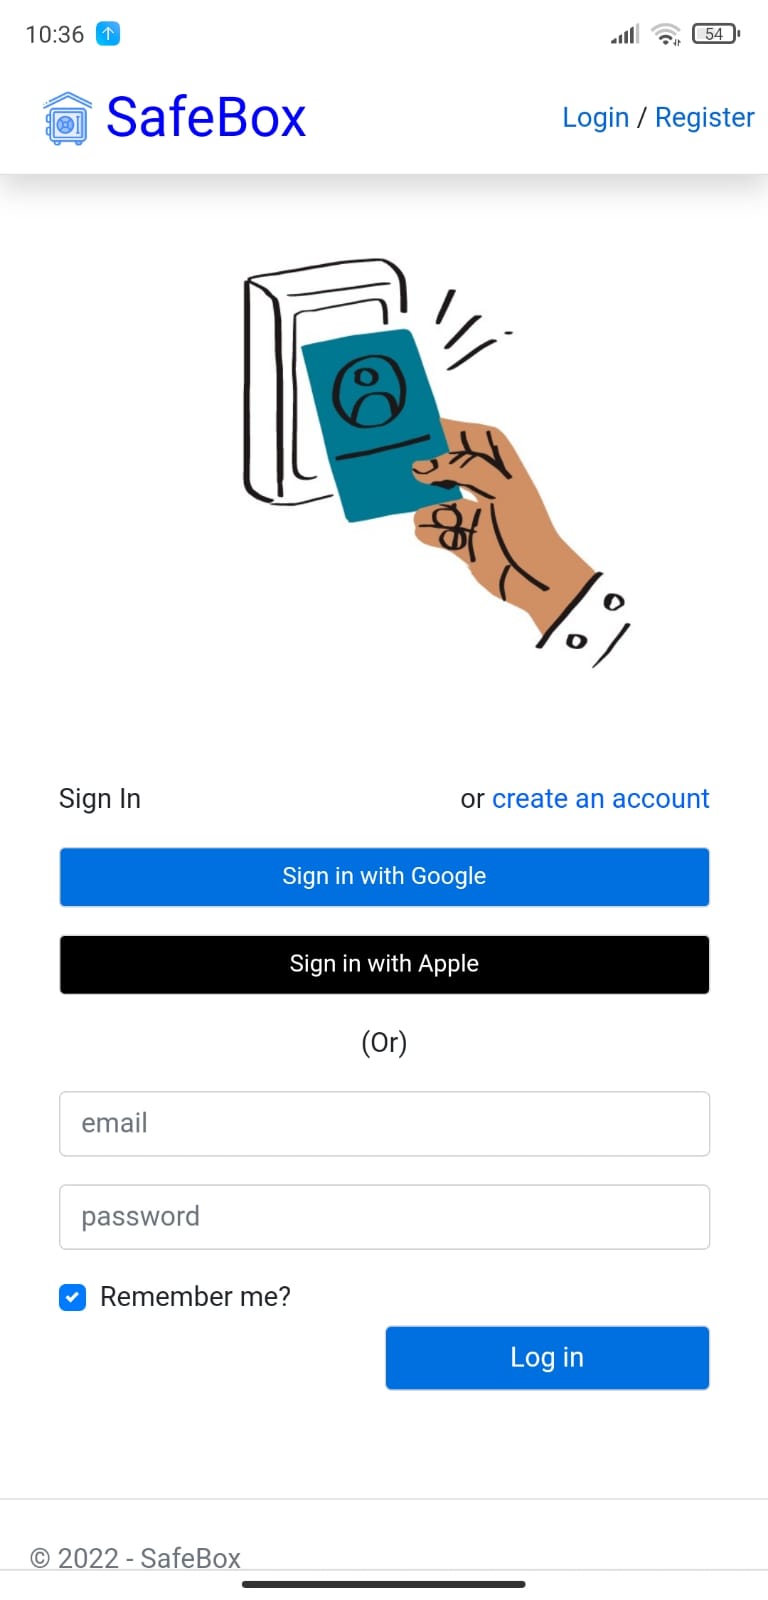 10:36
54
SafeBox
Login / Register
Sign In or create an account
Sign in with Google
Sign in with Apple
(Or)
email
password
Remember me?
Log in
© 2022 - SafeBox